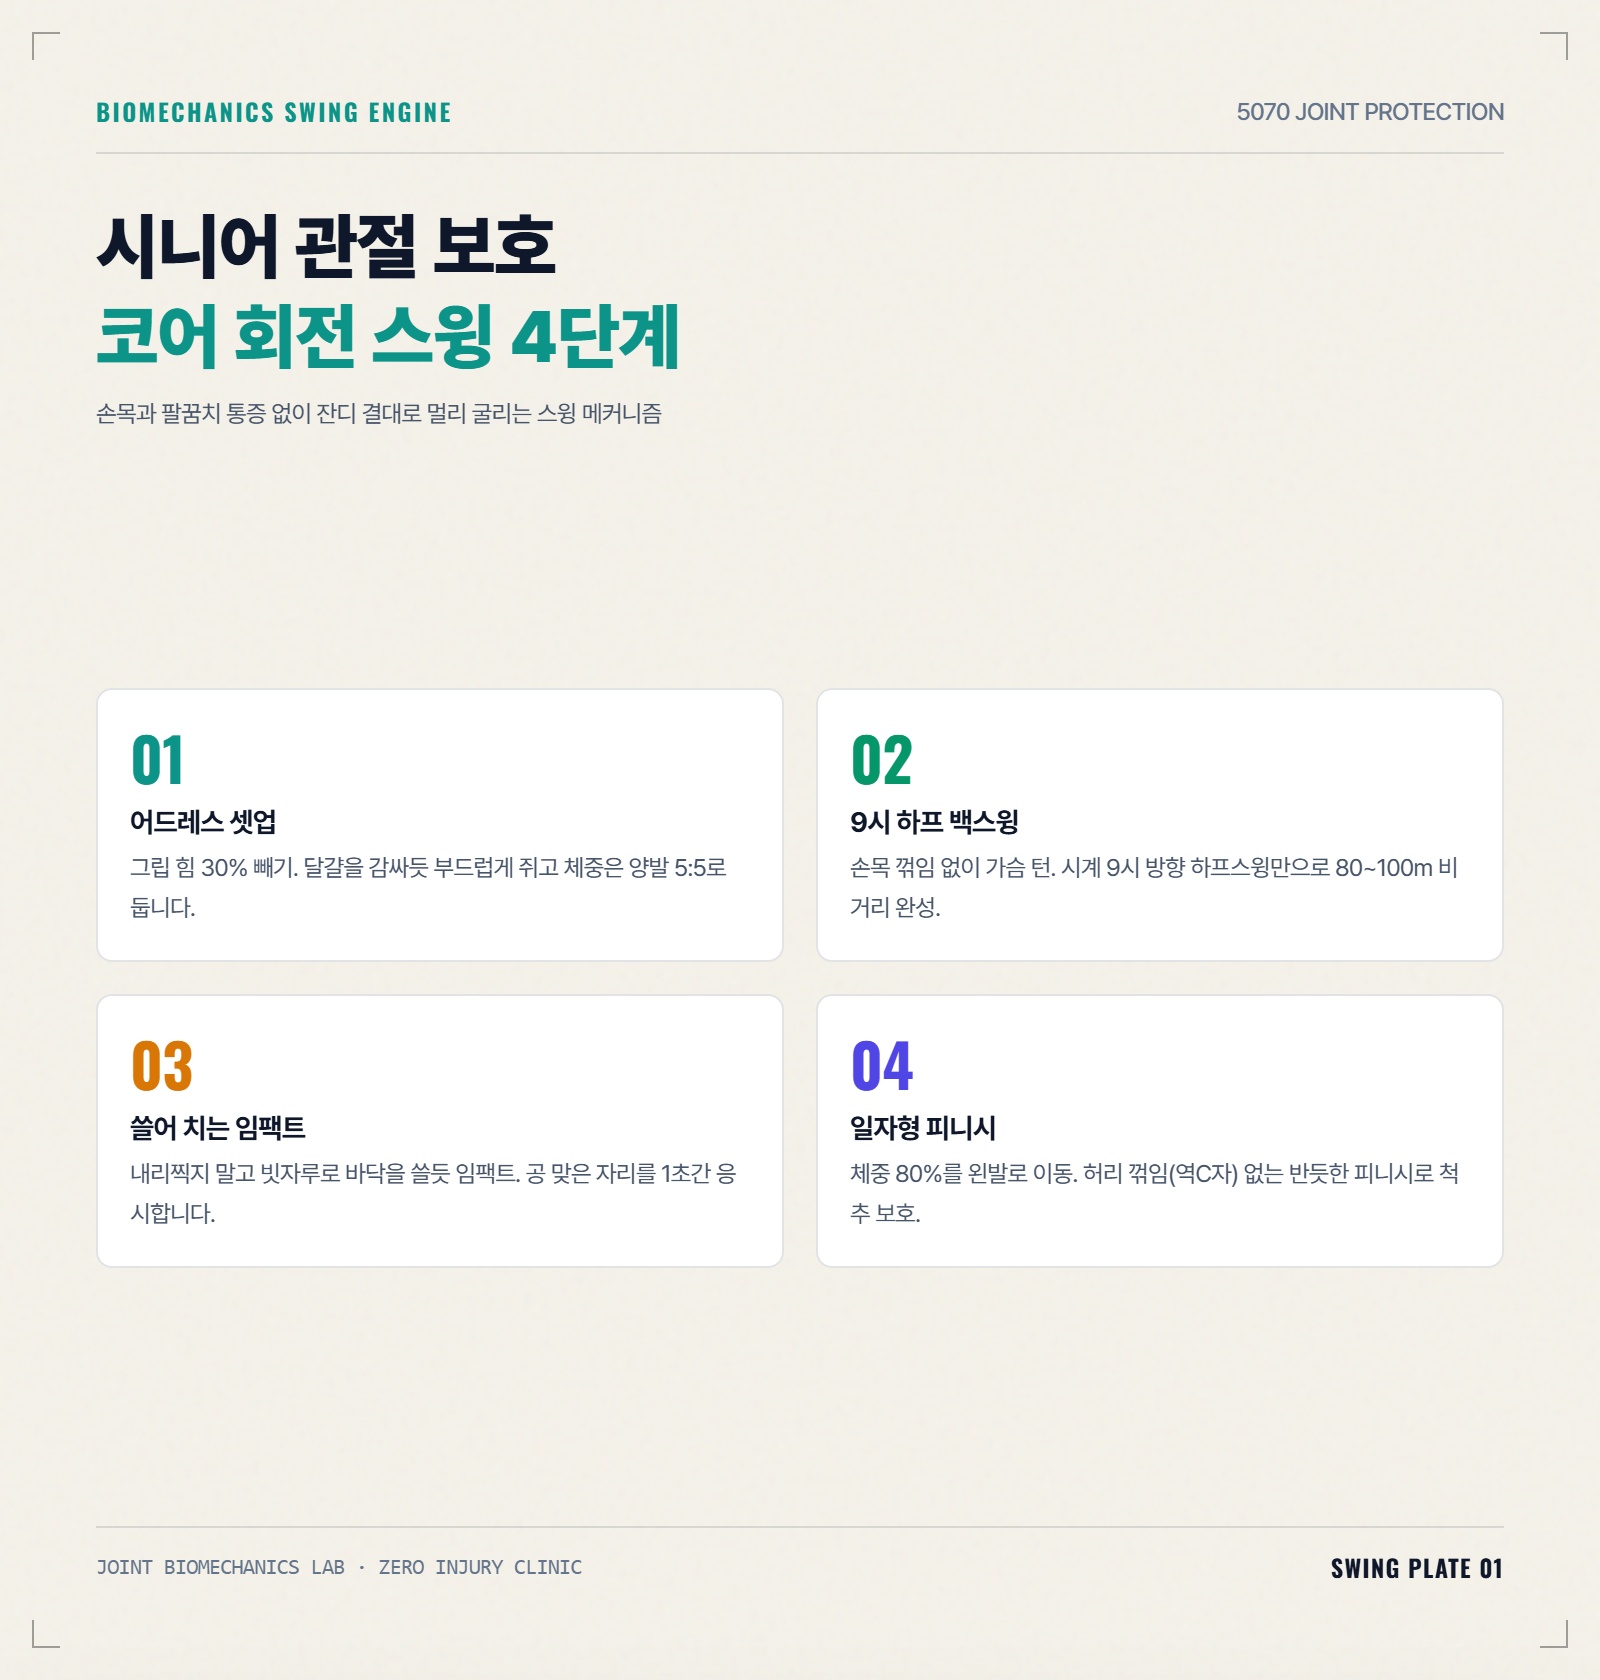 BIOMECHANICS SWING ENGINE
5070 JOINT PROTECTION
시니어 관절 보호
코어 회전 스윙 4단계
손목과 팔꿈치 통증 없이 잔디 결대로 멀리 굴리는 스윙 메커니즘
01
어드레스 셋업
그립 힘 30% 빼기. 달걀을 감싸듯 부드럽게 쥐고 체중은 양발 5:5로
둡니다.
02
9시 하프 백스윙
손목 꺾임 없이 가슴 턴. 시계 9시 방향 하프스윙만으로 80~100m 비
거리 완성.
03
쓸어 치는 임팩트
내리찍지 말고 빗자루로 바닥을 쓸듯 임팩트. 공 맞은 자리를 1초간 응
시합니다.
04
일자형 피니시
체중 80%를 왼발로 이동. 허리 꺾임(역C자) 없는 반듯한 피니시로 척
추 보호.
JOINT BIOMECHANICS LAB · ZERO INJURY CLINIC
SWING PLATE 01